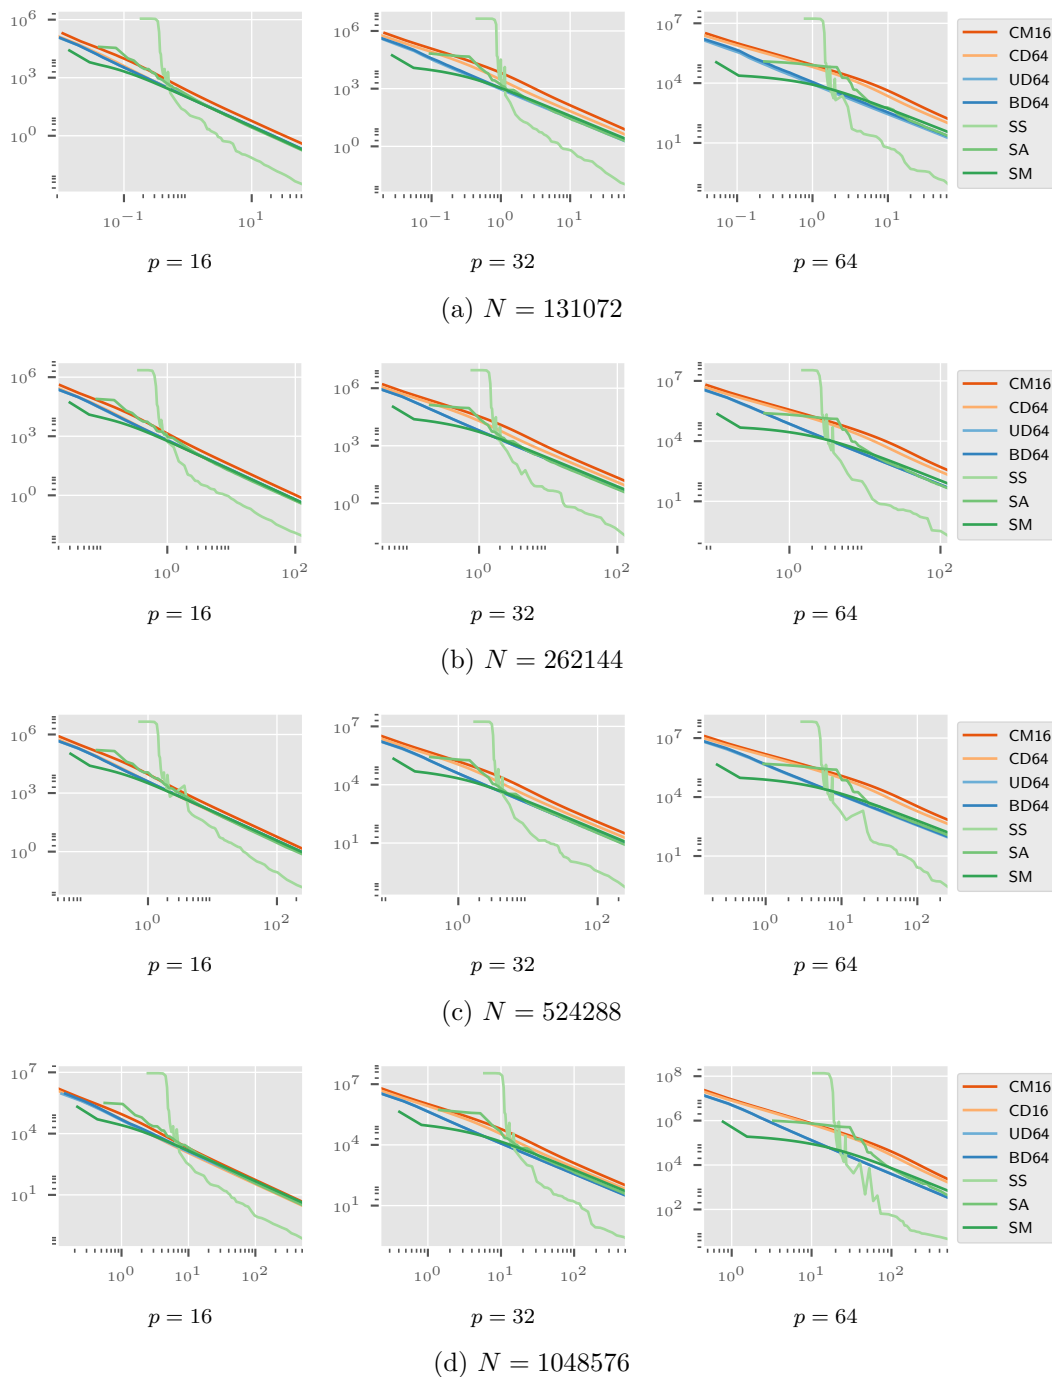 10^6
10^3
10^0
10^{-1}
10^1
p = 16
10^6
10^3
10^0
10^{-1}
10^0
10^1
p = 32
10^7
10^4
10^1
10^{-1}
10^0
10^1
p = 64
CM16
CD64
UD64
BD64
SS
SA
SM
(a) N = 131072
10^6
10^3
10^0
10^0
10^2
p = 16
10^6
10^3
10^0
10^0
10^2
p = 32
10^7
10^4
10^1
10^0
10^2
p = 64
CM16
CD64
UD64
BD64
SS
SA
SM
(b) N = 262144
10^6
10^3
10^0
10^0
10^2
p = 16
10^7
10^4
10^1
10^0
10^2
p = 32
10^7
10^4
10^1
10^0
10^1
10^2
p = 64
CM16
CD64
UD64
BD64
SS
SA
SM
(c) N = 524288
10^7
10^4
10^1
10^0
10^1
10^2
p = 16
10^7
10^4
10^1
10^0
10^1
10^2
p = 32
10^8
10^6
10^4
10^2
10^0
10^1
10^2
p = 64
CM16
CD16
UD64
BD64
SS
SA
SM
(d) N = 1048576